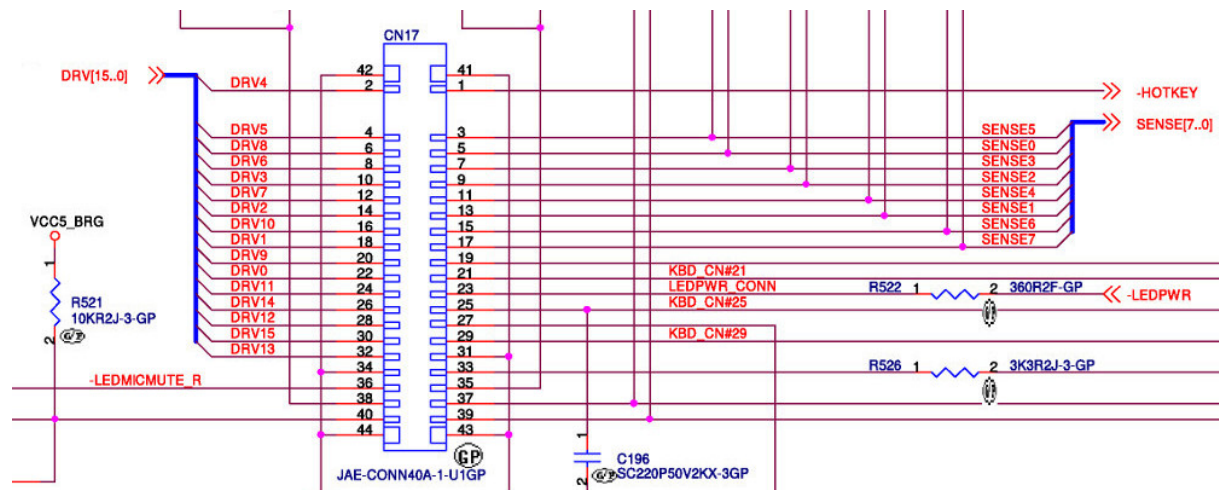 CN17
DRV[15..0]
DRV4
42
41
2
1
-HOTKEY
DRV5
4
3
SENSE5
SENSE[7..0]
DRV8
6
5
SENSE0
DRV6
8
7
SENSE3
DRV3
10
9
SENSE2
DRV7
12
11
SENSE4
DRV2
14
13
SENSE1
DRV10
16
15
SENSE6
DRV1
18
17
SENSE7
DRV9
20
19
DRV0
22
21
KBD_CN#21
DRV11
24
23
LEDPWR_CONN
R522 1 2 360R2F-GP
-LEDPWR
DRV14
26
25
KBD_CN#25
DRV12
28
27
DRV15
30
29
KBD_CN#29
DRV13
32
31
34
33
R526 1 2 3K3R2J-3-GP
-LEDMICMUTE_R
36
35
38
37
40
39
44
43
VCC5_BRG
1
R521
10KR2J-3-GP
2
G/P
G/P
G/P
GP
JAE-CONN40A-1-U1GP
1
C196
SC220P50V2KX-3GP
2
G/P